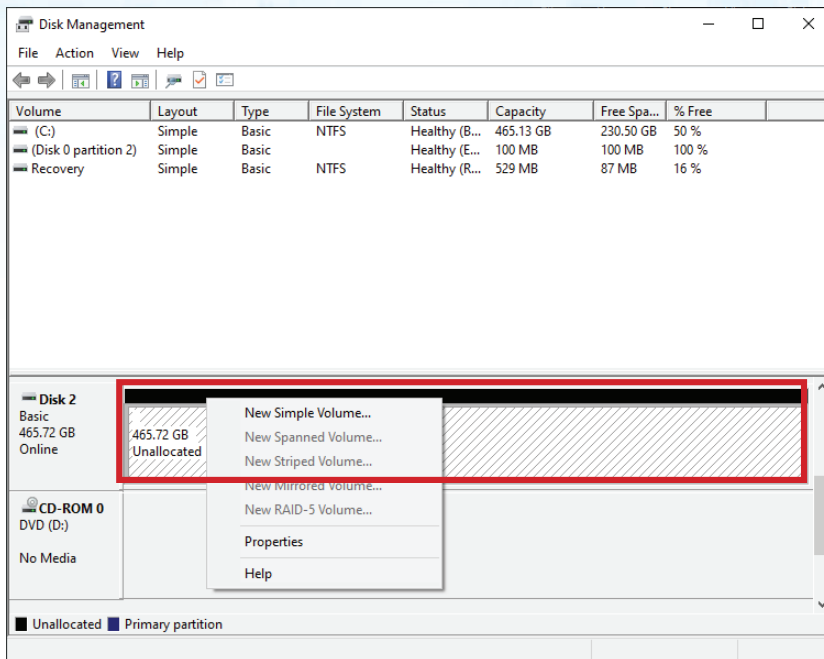 Disk Management
File Action View Help
Volume Layout Type File System Status Capacity Free Spa... % Free
(C:) Simple Basic NTFS Healthy (B... 465.13 GB 230.50 GB 50 %
(Disk 0 partition 2) Simple Basic Healthy (E... 100 MB 100 MB 100 %
Recovery Simple Basic NTFS Healthy (R... 529 MB 87 MB 16 %
Disk 2
Basic
465.72 GB
Online
465.72 GB
Unallocated
New Simple Volume...
New Spanned Volume...
New Striped Volume...
New Mirrored Volume...
New RAID-5 Volume...
Properties
Help
CD-ROM 0
DVD (D:)
No Media
Unallocated Primary partition